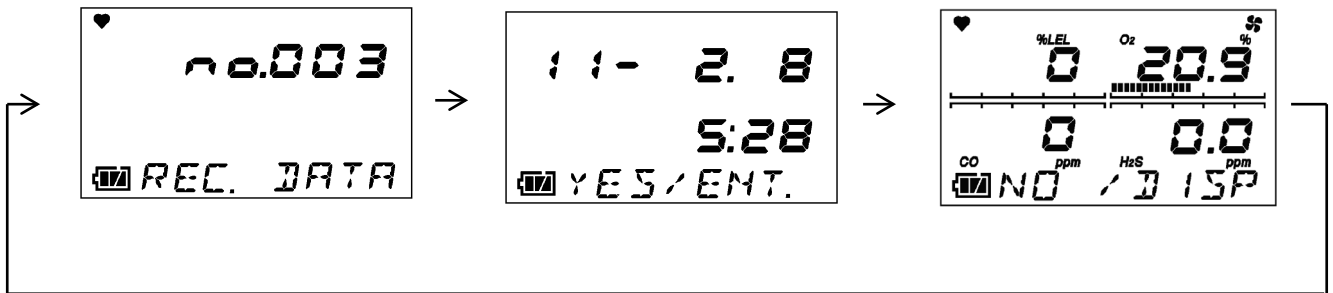 no.003
REC. DATA
11- 2. 8
5:28
YES/ENT.
%LEL O2 %
0 20.9
0 0.0
CO ppm H2S ppm
NO /DISP